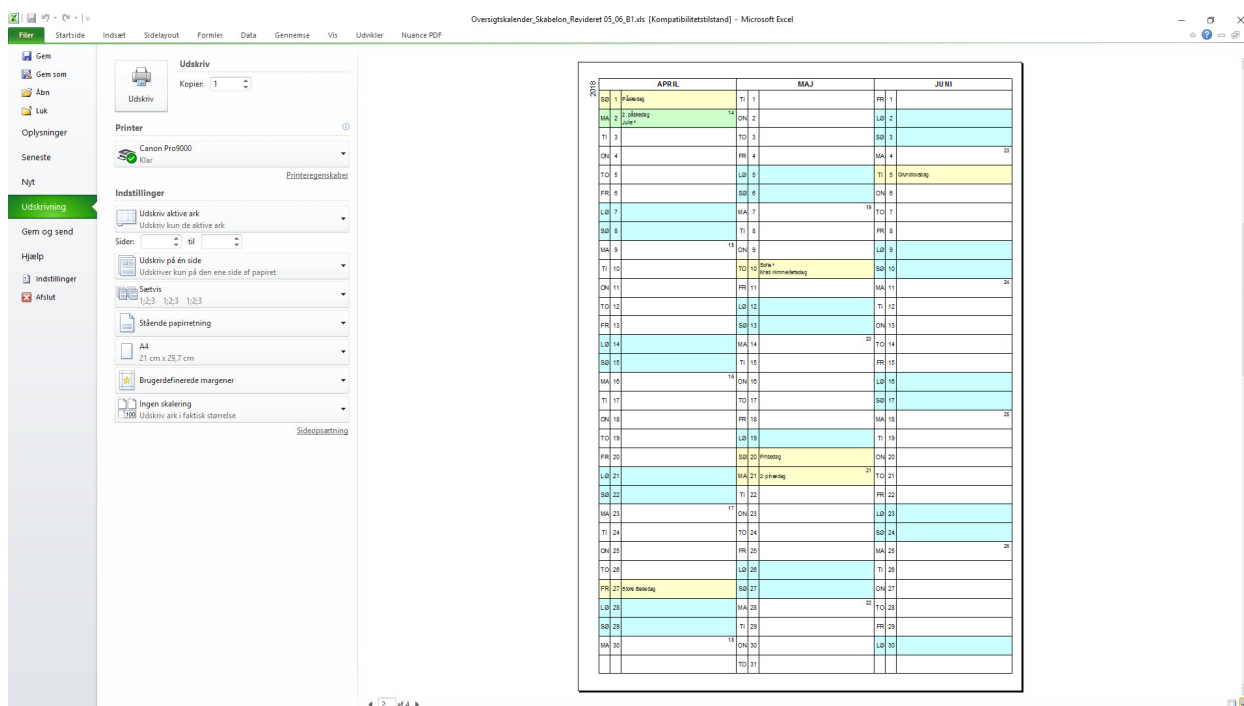 Oversigtskalender_Skabelon_Revideret 05_06_B1.xls [Kompatibilitetstilstand] - Microsoft Excel
Filer Startside Indsæt Sidelayout Formler Data Gennemse Vis Udvikler Nuance PDF
Gem
Gem som
Åbn
Luk
Oplysninger
Seneste
Nyt
Udskrivning
Gem og send
Hjælp
Indstillinger
Afslut
Udskriv
Udskriv
Kopier: 1
Printer
Canon Pro9000
Klar
Printeregenskaber
Indstillinger
Udskriv aktive ark
Udskriv kun de aktive ark
Sider: til
Udskriv på én side
Udskriver kun på den ene side af papiret
Sætvis
1;2;3 1;2;3 1;2;3
Stående papirretning
A4
21 cm x 29,7 cm
Brugerdefinerede margener
Ingen skalering
100 Udskriv ark i faktisk størrelse
Sideopsætning
2018
APRIL MAJ JUNI
SØ 1 Påskedag TI 1 FR 1
MA 2 2. påskedag 14 ON 2 LØ 2
Julie *
TI 3 TO 3 SØ 3
ON 4 FR 4 MA 4 23
TO 5 LØ 5 TI 5 Grundlovsdag
FR 6 SØ 6 ON 6
LØ 7 MA 7 19 TO 7
SØ 8 TI 8 FR 8
MA 9 15 ON 9 LØ 9
TI 10 TO 10 SØ 10
Kristi Himmelfartsdag
ON 11 FR 11 MA 11 24
TO 12 LØ 12 TI 12
FR 13 SØ 13 ON 13
LØ 14 MA 14 20 TO 14
SØ 15 TI 15 FR 15
MA 16 16 ON 16 LØ 16
TI 17 TO 17 SØ 17
ON 18 FR 18 MA 18 25
TO 19 LØ 19 TI 19
FR 20 SØ 20 Pinsedag ON 20
LØ 21 MA 21 2. pinsedag 21 TO 21
SØ 22 TI 22 FR 22
MA 23 17 ON 23 LØ 23
TI 24 TO 24 SØ 24
ON 25 FR 25 MA 25 26
TO 26 LØ 26 TI 26
FR 27 Store Bededag SØ 27 ON 27
LØ 28 MA 28 22 TO 28
SØ 29 TI 29 FR 29
MA 30 18 ON 30 LØ 30
TO 31
2 af 4